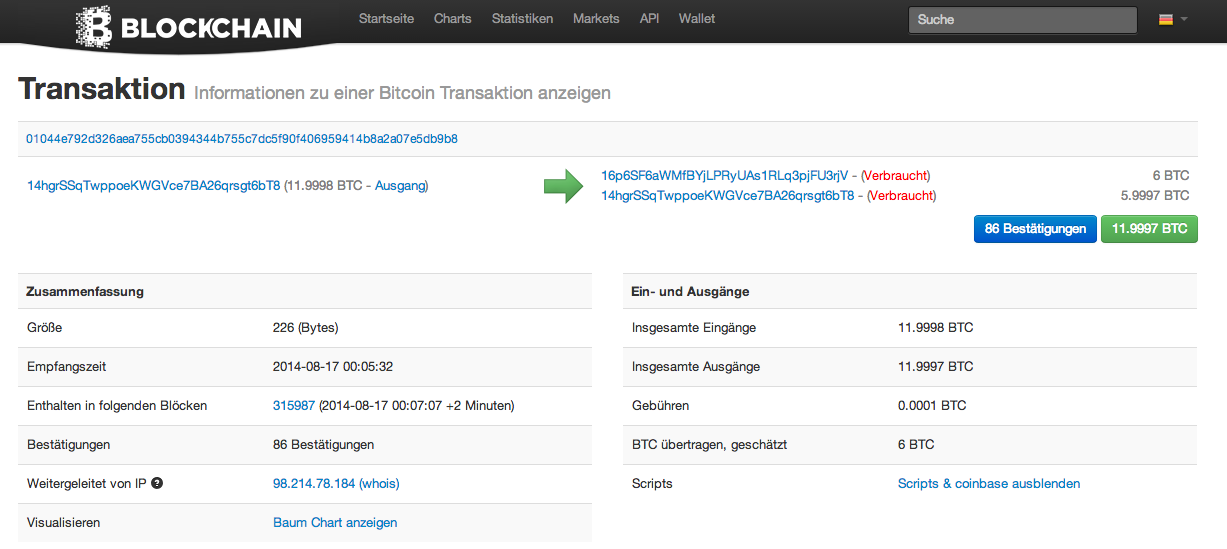 BLOCKCHAIN Startseite Charts Statistiken Markets API Wallet Suche
Transaktion Informationen zu einer Bitcoin Transaktion anzeigen
01044e792d326aea755cb0394344b755c7dc5f90f406959414b8a2a07e5db9b8
14hgrSSqTwppoeKWGVce7BA26qrsgt6bT8 (11.9998 BTC - Ausgang)
16p6SF6aWMfBYjLPRyUAs1RLq3pjFU3rjV - (Verbraucht) 6 BTC
14hgrSSqTwppoeKWGVce7BA26qrsgt6bT8 - (Verbraucht) 5.9997 BTC
86 Bestätigungen 11.9997 BTC
Zusammenfassung
Größe 226 (Bytes)
Empfangszeit 2014-08-17 00:05:32
Enthalten in folgenden Blöcken 315987 (2014-08-17 00:07:07 +2 Minuten)
Bestätigungen 86 Bestätigungen
Weitergeleitet von IP ? 98.214.78.184 (whois)
Visualisieren Baum Chart anzeigen
Ein- und Ausgänge
Insgesamte Eingänge 11.9998 BTC
Insgesamte Ausgänge 11.9997 BTC
Gebühren 0.0001 BTC
BTC übertragen, geschätzt 6 BTC
Scripts Scripts & coinbase ausblenden